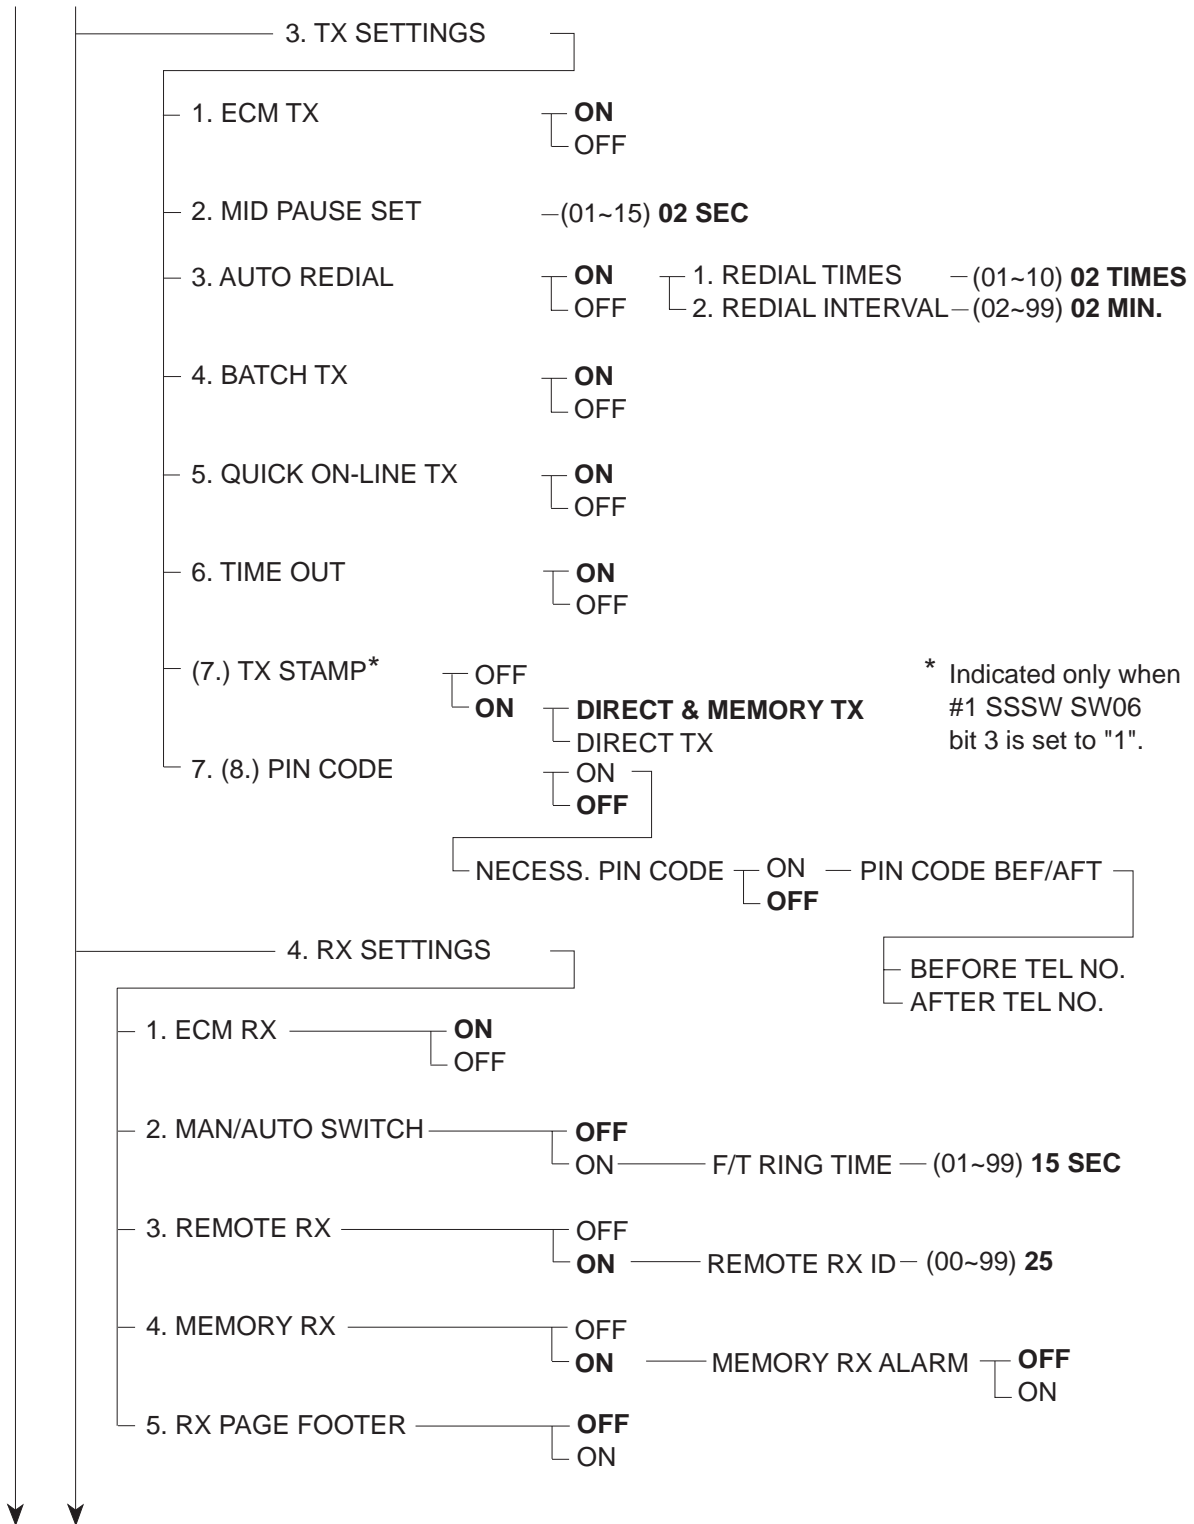 3. TX SETTINGS
1. ECM TX ON
OFF
2. MID PAUSE SET (01~15) 02 SEC
3. AUTO REDIAL ON 1. REDIAL TIMES (01~10) 02 TIMES
OFF 2. REDIAL INTERVAL (02~99) 02 MIN.
4. BATCH TX ON
OFF
5. QUICK ON-LINE TX ON
OFF
6. TIME OUT ON
OFF
(7.) TX STAMP* OFF
ON DIRECT & MEMORY TX
DIRECT TX
* Indicated only when
#1 SSSW SW06
bit 3 is set to "1".
7. (8.) PIN CODE ON
OFF
NECESS. PIN CODE ON PIN CODE BEF/AFT
OFF
BEFORE TEL NO.
AFTER TEL NO.
4. RX SETTINGS
1. ECM RX ON
OFF
2. MAN/AUTO SWITCH OFF
ON F/T RING TIME (01~99) 15 SEC
3. REMOTE RX OFF
ON REMOTE RX ID (00~99) 25
4. MEMORY RX OFF
ON MEMORY RX ALARM OFF
ON
5. RX PAGE FOOTER OFF
ON